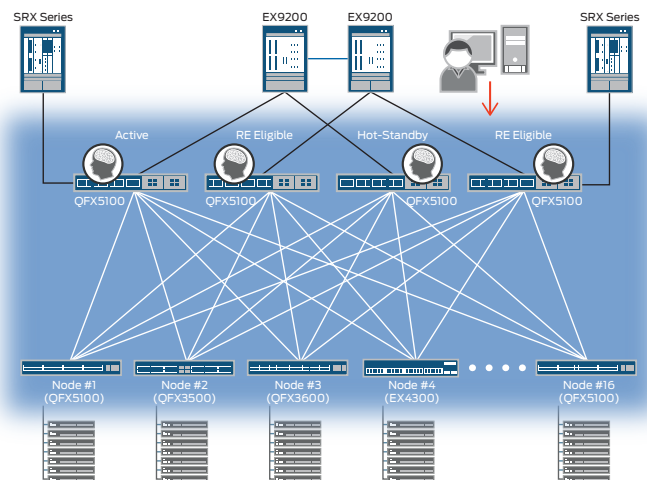 SRX Series
EX9200
EX9200
SRX Series
Active
RE Eligible
Hot-Standby
RE Eligible
QFX5100
QFX5100
QFX5100
QFX5100
Node #1
(QFX5100)
Node #2
(QFX3500)
Node #3
(QFX3600)
Node #4
(EX4300)
Node #16
(QFX5100)